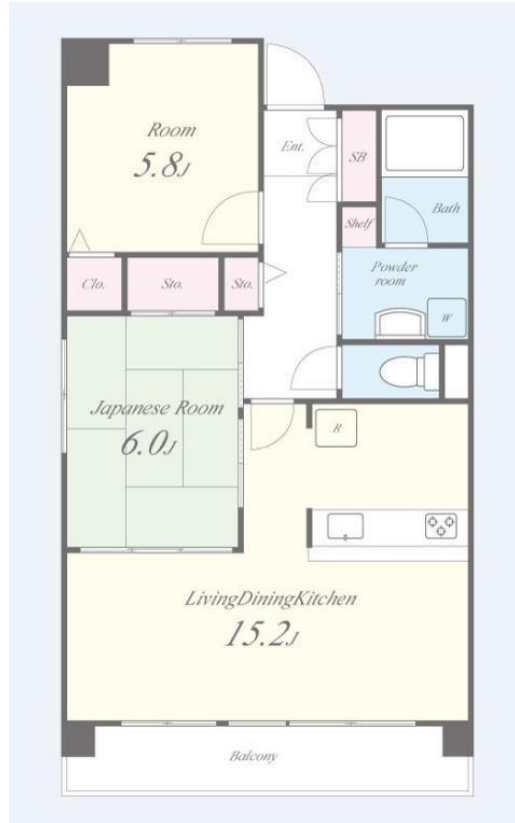 Room
5.8J
Ent.
SB
Bath
Shelf
Powder
room
W
Clo.
Sto.
Sto.
Japanese Room
6.0J
R
LivingDiningKitchen
15.2J
Balcony